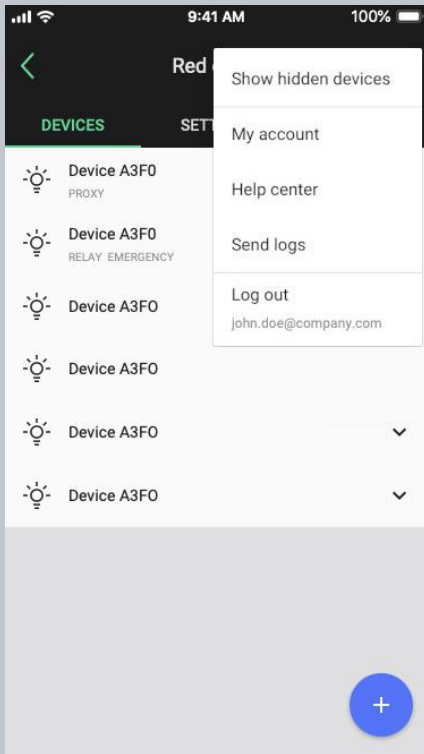 9:41 AM
100%
Red
Show hidden devices
DEVICES
My account
Device A3F0
PROXY
Help center
Device A3F0
RELAY EMERGENCY
Send logs
Device A3FO
Log out
john.doe@company.com
Device A3FO
Device A3FO
Device A3FO